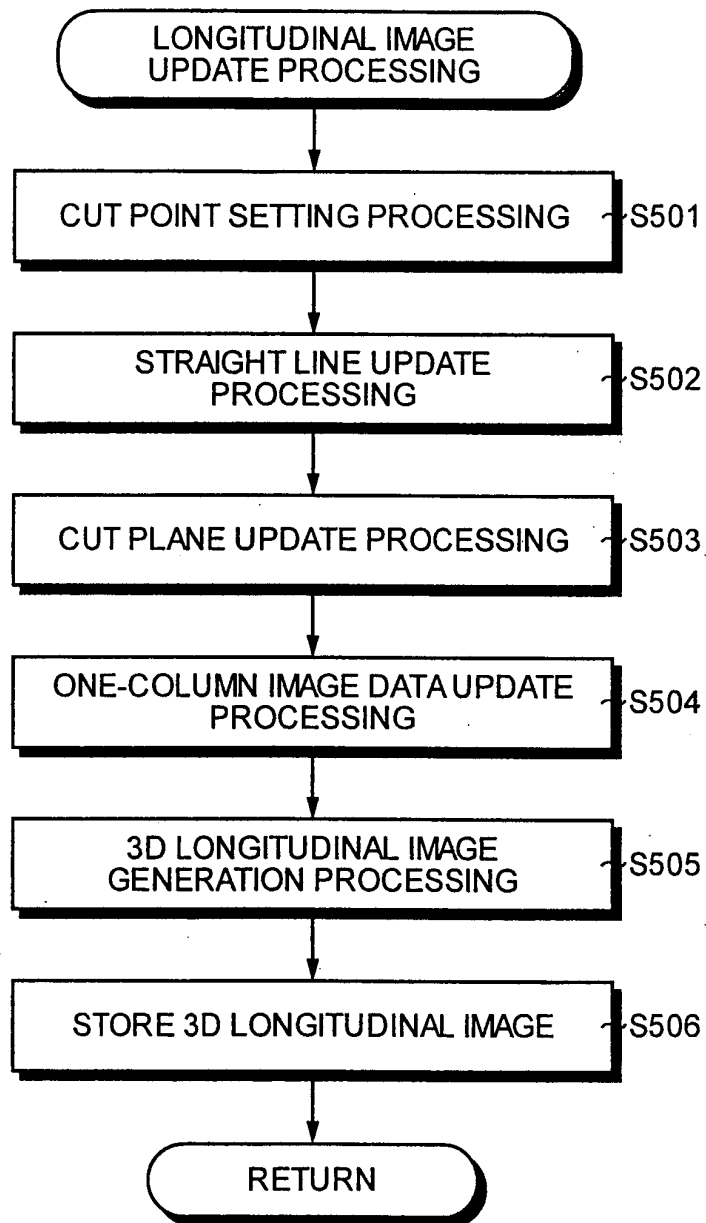 LONGITUDINAL IMAGE
UPDATE PROCESSING
CUT POINT SETTING PROCESSING S501
STRAIGHT LINE UPDATE
PROCESSING
S502
CUT PLANE UPDATE PROCESSING S503
ONE-COLUMN IMAGE DATA UPDATE
PROCESSING
S504
3D LONGITUDINAL IMAGE
GENERATION PROCESSING
S505
STORE 3D LONGITUDINAL IMAGE S506
RETURN